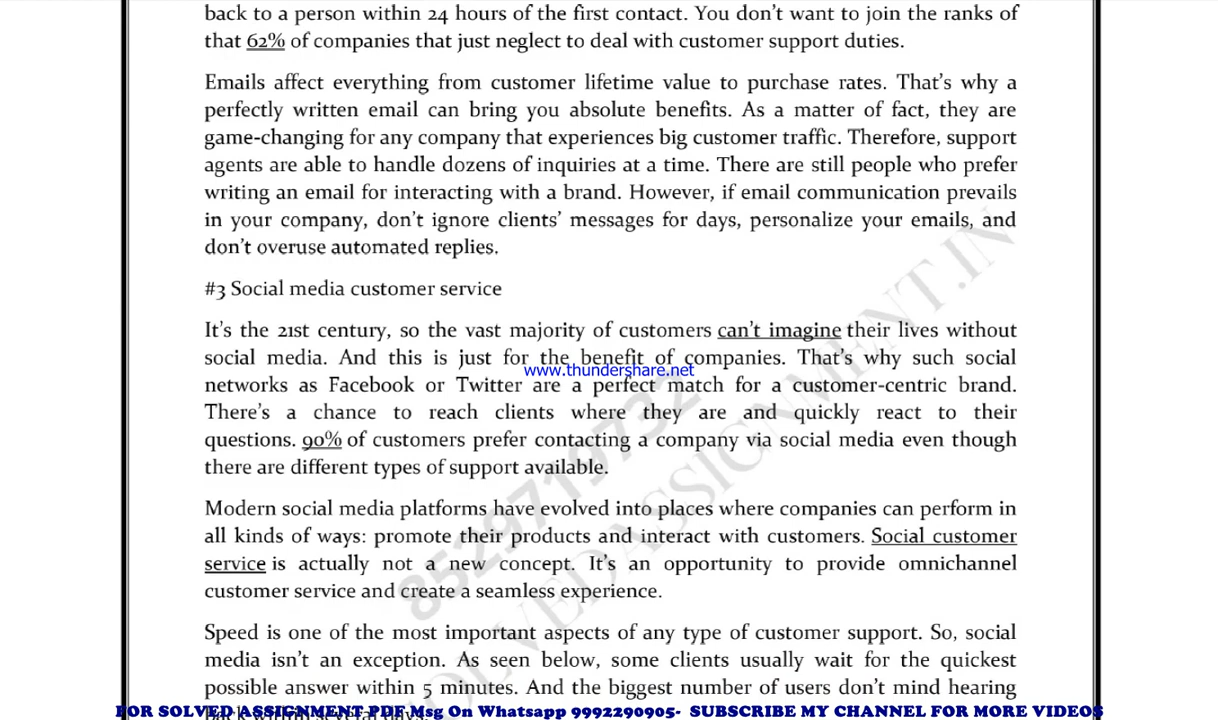 back to a person within 24 hours of the first contact. You don’t want to join the ranks of
that 62% of companies that just neglect to deal with customer support duties.
Emails affect everything from customer lifetime value to purchase rates. That’s why a
perfectly written email can bring you absolute benefits. As a matter of fact, they are
game-changing for any company that experiences big customer traffic. Therefore, support
agents are able to handle dozens of inquiries at a time. There are still people who prefer
writing an email for interacting with a brand. However, if email communication prevails
in your company, don’t ignore clients’ messages for days, personalize your emails, and
don’t overuse automated replies.
#3 Social media customer service
It’s the 21st century, so the vast majority of customers can’t imagine their lives without
social media. And this is just for the benefit of companies. That’s why such social
www.thundershare.net
networks as Facebook or Twitter are a perfect match for a customer-centric brand.
There’s a chance to reach clients where they are and quickly react to their
questions. 90% of customers prefer contacting a company via social media even though
there are different types of support available.
Modern social media platforms have evolved into places where companies can perform in
all kinds of ways: promote their products and interact with customers. Social customer
service is actually not a new concept. It’s an opportunity to provide omnichannel
customer service and create a seamless experience.
Speed is one of the most important aspects of any type of customer support. So, social
media isn’t an exception. As seen below, some clients usually wait for the quickest
possible answer within 5 minutes. And the biggest number of users don’t mind hearing
back within several days.
FOR SOLVED ASSIGNMENT PDF Msg On Whatsapp 9992290905- SUBSCRIBE MY CHANNEL FOR MORE VIDEOS
8529719732
OLVEDASSIGNMENT.IN